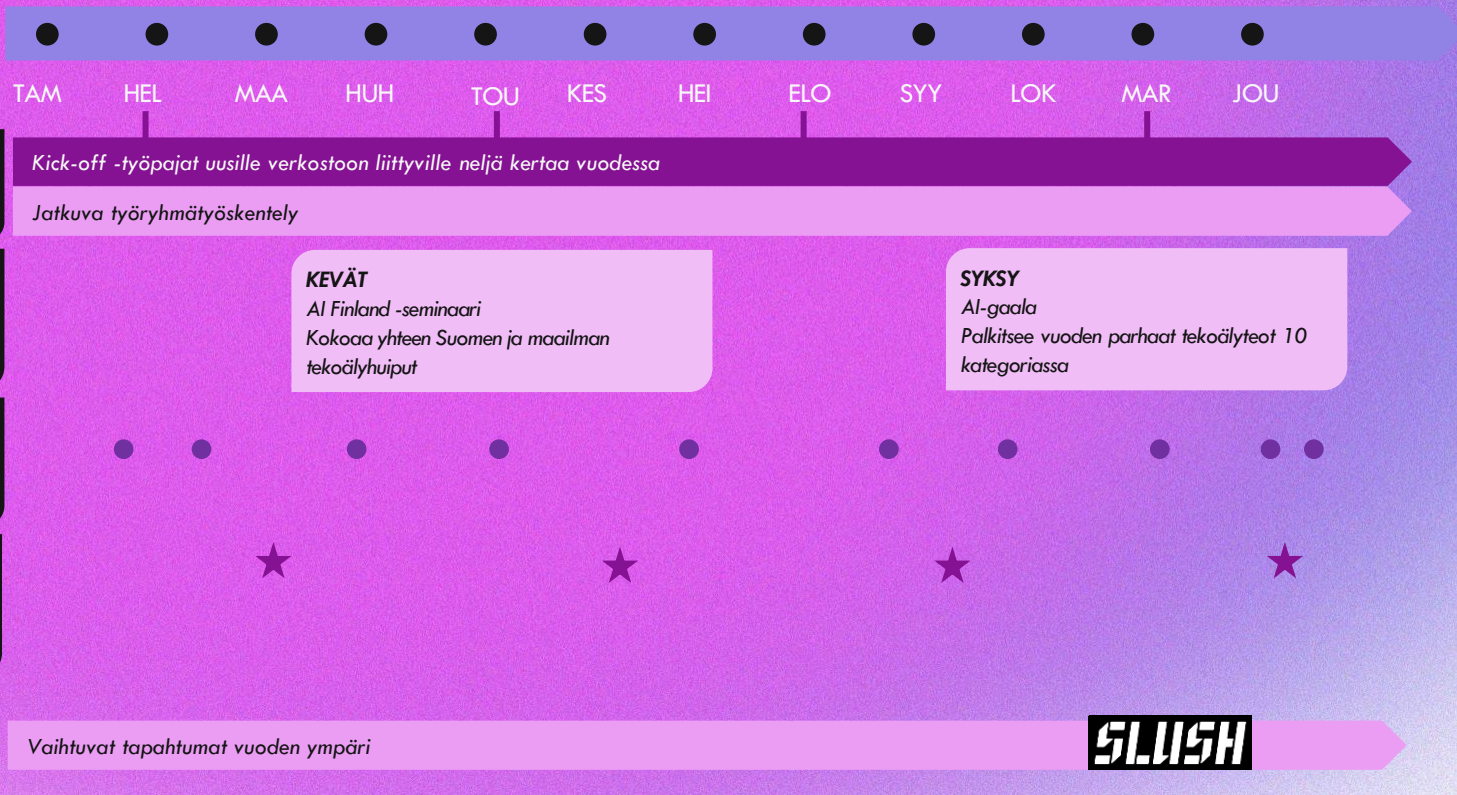 TAM HEL MAA HUH TOU KES HEI ELO SYY LOK MAR JOU
Kick-off -työpajat uusille verkostoon liittyville neljä kertaa vuodessa
Jatkuva työryhmätyöskentely
KEVÄT
AI Finland -seminaari
Kokoaa yhteen Suomen ja maailman
tekoälyhuiput
SYKSY
AI-gaala
Palkitsee vuoden parhaat tekoälyteot 10
kategoriassa
Vaihtuvat tapahtumat vuoden ympäri
SLUSH